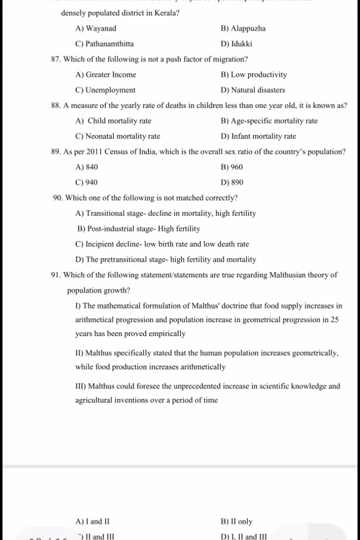 densely populated district in Kerala?
A) Wayanad B) Alappuzha
C) Pathanamthitta D) Idukki
87. Which of the following is not a push factor of migration?
A) Greater Income B) Low productivity
C) Unemployment D) Natural disasters
88. A measure of the yearly rate of deaths in children less than one year old, it is known as?
A) Child mortality rate B) Age-specific mortality rate
C) Neonatal mortality rate D) Infant mortality rate
89. As per 2011 Census of India, which is the overall sex ratio of the country's population?
A) 840 B) 960
C) 940 D) 890
90. Which one of the following is not matched correctly?
A) Transitional stage- decline in mortality, high fertility
B) Post-industrial stage- High fertility
C) Incipient decline- low birth rate and low death rate
D) The pretransitional stage- high fertility and mortality
91. Which of the following statement/statements are true regarding Malthusian theory of
population growth?
I) The mathematical formulation of Malthus' doctrine that food supply increases in
arithmetical progression and population increase in geometrical progression in 25
years has been proved empirically
II) Malthus specifically stated that the human population increases geometrically,
while food production increases arithmetically
III) Malthus could foresee the unprecedented increase in scientific knowledge and
agricultural inventions over a period of time
A) I and II B) II only
) II and III D) I, II and III